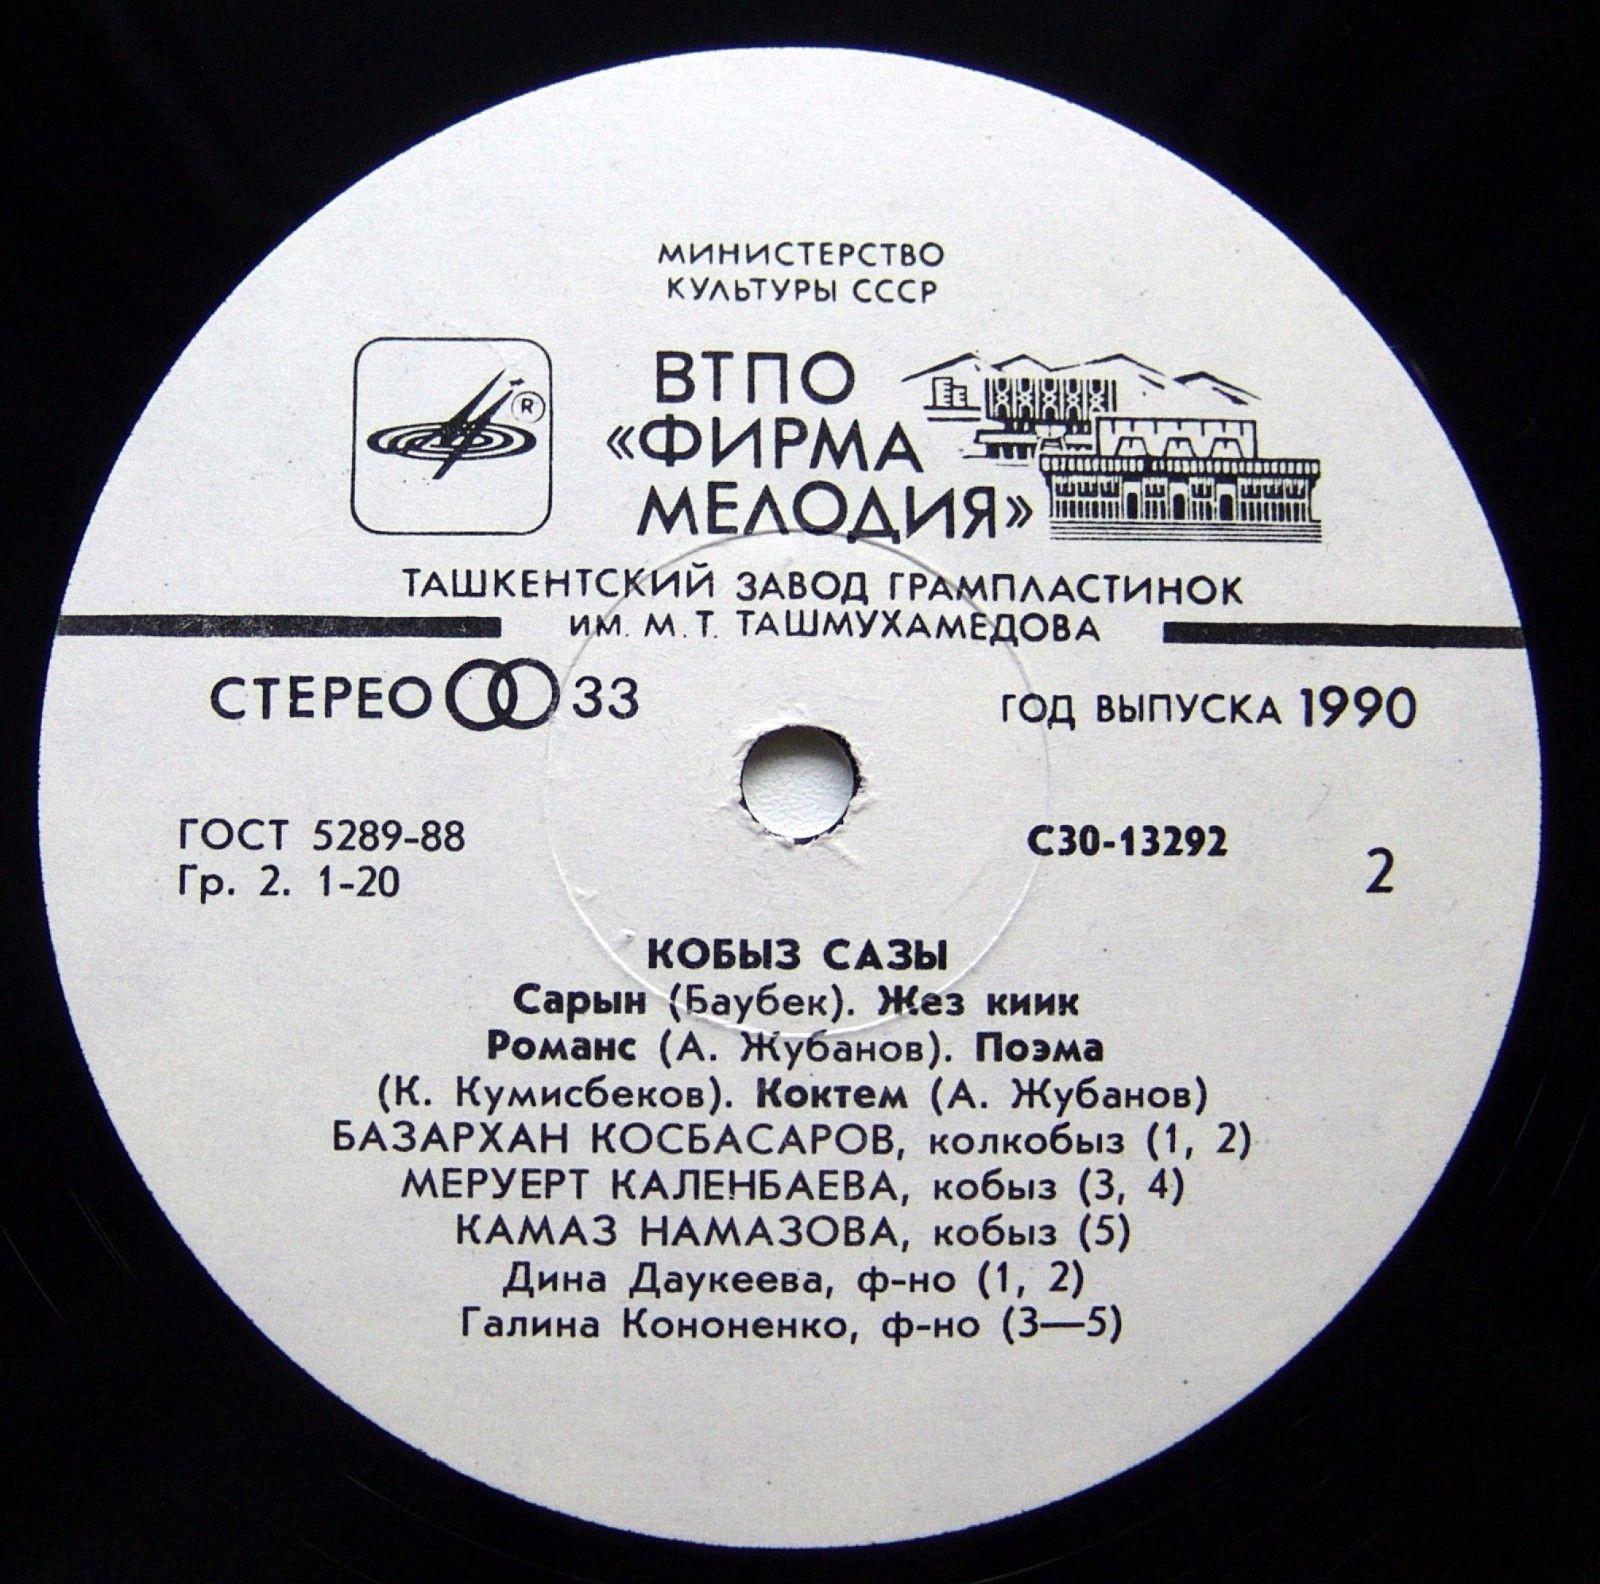 МИНИСТЕРСТВО
КУЛЬТУРЫ СССР
ВТПО
«ФИРМА
МЕЛОДИЯ»
®
ТАШКЕНТСКИЙ ЗАВОД ГРАМПЛАСТИНОК
ИМ. М. Т. ТАШМУХАМЕДОВА
СТЕРЕО 33
ГОД ВЫПУСКА 1990
ГОСТ 5289-88
Гр. 2. 1-20
С30-13292
2
КОБЫЗ САЗЫ
Сарын (Баубек). Жез киик
Романс (А. Жубанов). Поэма
(К. Кумисбеков). Коктем (А. Жубанов)
БАЗАРХАН КОСБАСАРОВ, колкобыз (1, 2)
МЕРУЕРТ КАЛЕНБАЕВА, кобыз (3, 4)
КАМАЗ НАМАЗОВА, кобыз (5)
Дина Даукеева, ф-но (1, 2)
Галина Кононенко, ф-но (3—5)